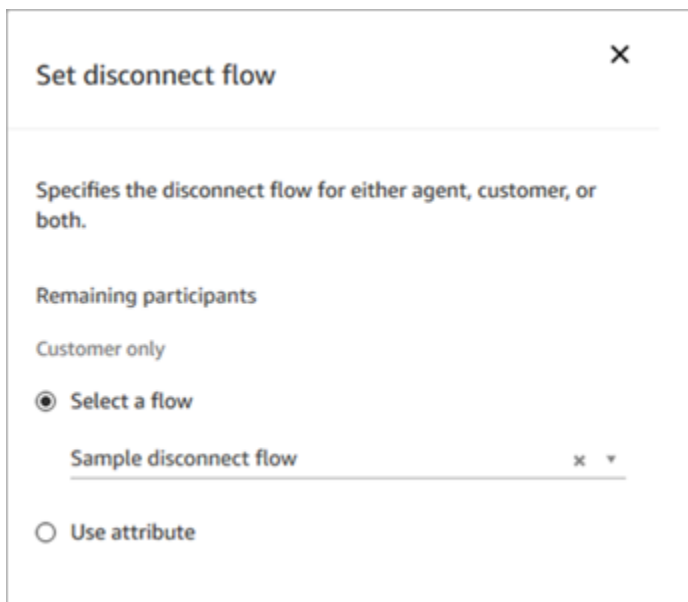 Set disconnect flow
Specifies the disconnect flow for either agent, customer, or
both.
Remaining participants
Customer only
Select a flow
Sample disconnect flow
Use attribute